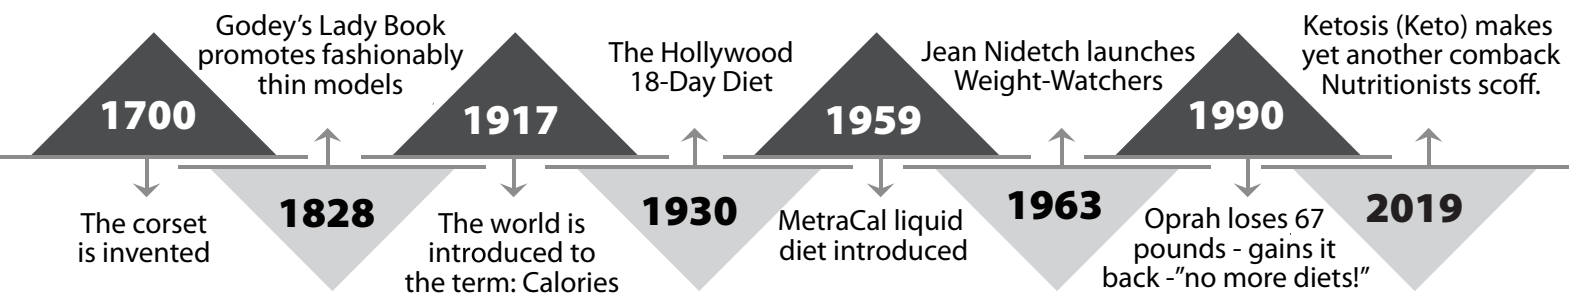 1700
The corset
is invented
Godey’s Lady Book
promotes fashionably
thin models
1828
1917
The world is
introduced to
the term: Calories
The Hollywood
18-Day Diet
1930
1959
MetraCal liquid
diet introduced
Jean Nidetch launches
Weight-Watchers
1963
1990
Oprah loses 67
pounds - gains it
back -”no more diets!”
Ketosis (Keto) makes
yet another comback
Nutritionists scoff.
2019